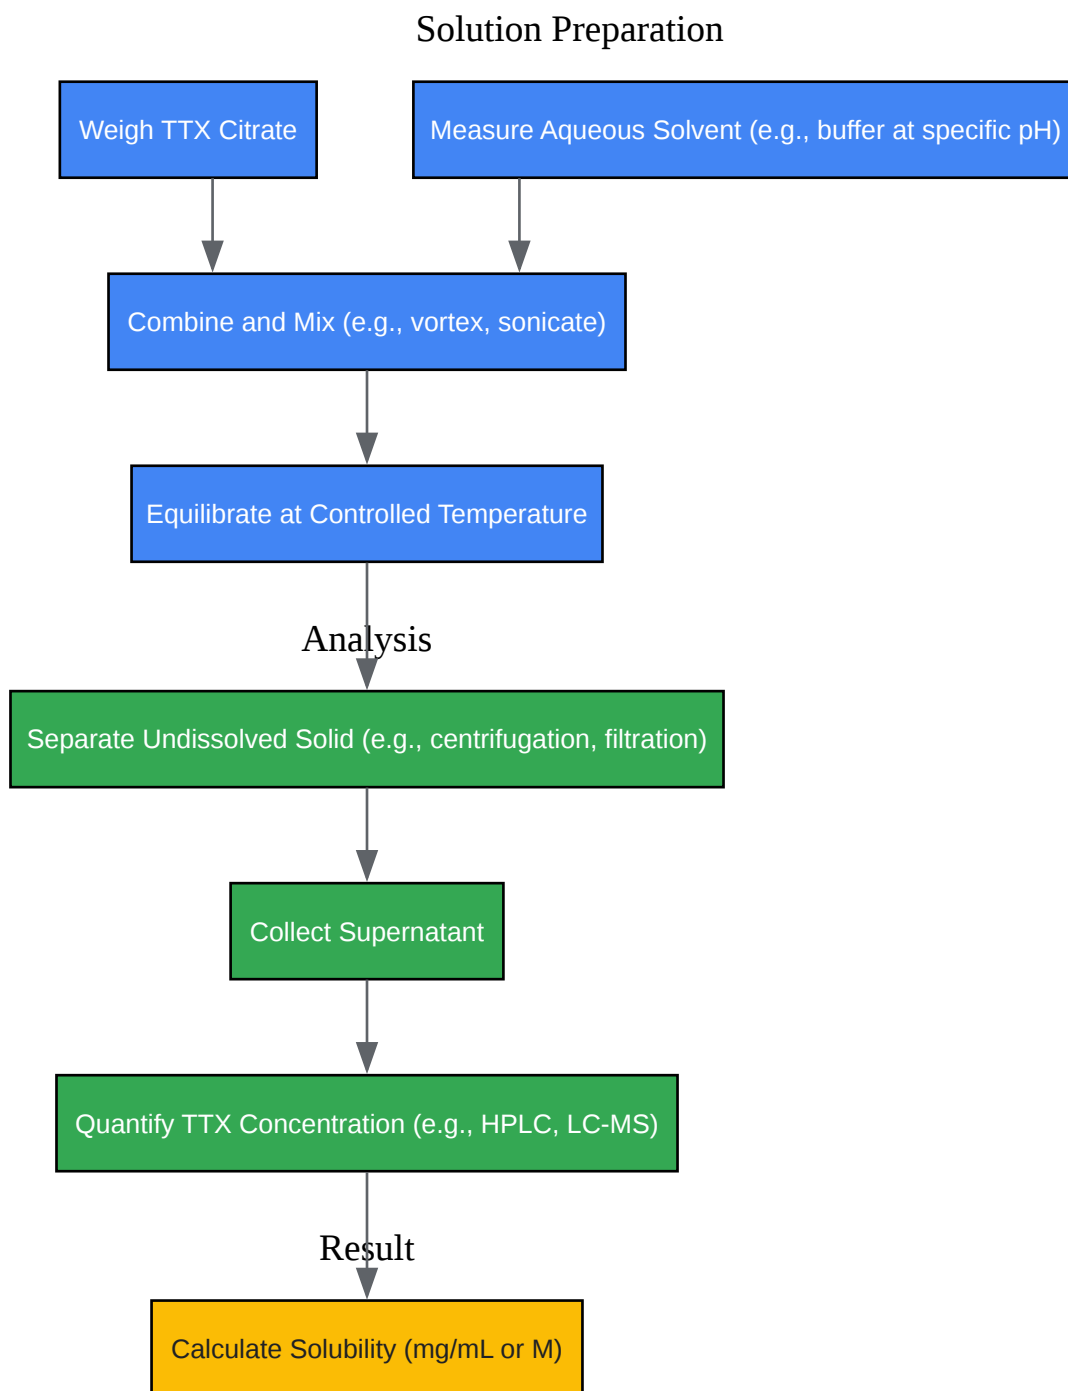 Solution Preparation
Weigh TTX Citrate
Measure Aqueous Solvent (e.g., buffer at specific pH)
Combine and Mix (e.g., vortex, sonicate)
Equilibrate at Controlled Temperature
Analysis
Separate Undissolved Solid (e.g., centrifugation, filtration)
Collect Supernatant
Quantify TTX Concentration (e.g., HPLC, LC-MS)
Result
Calculate Solubility (mg/mL or M)